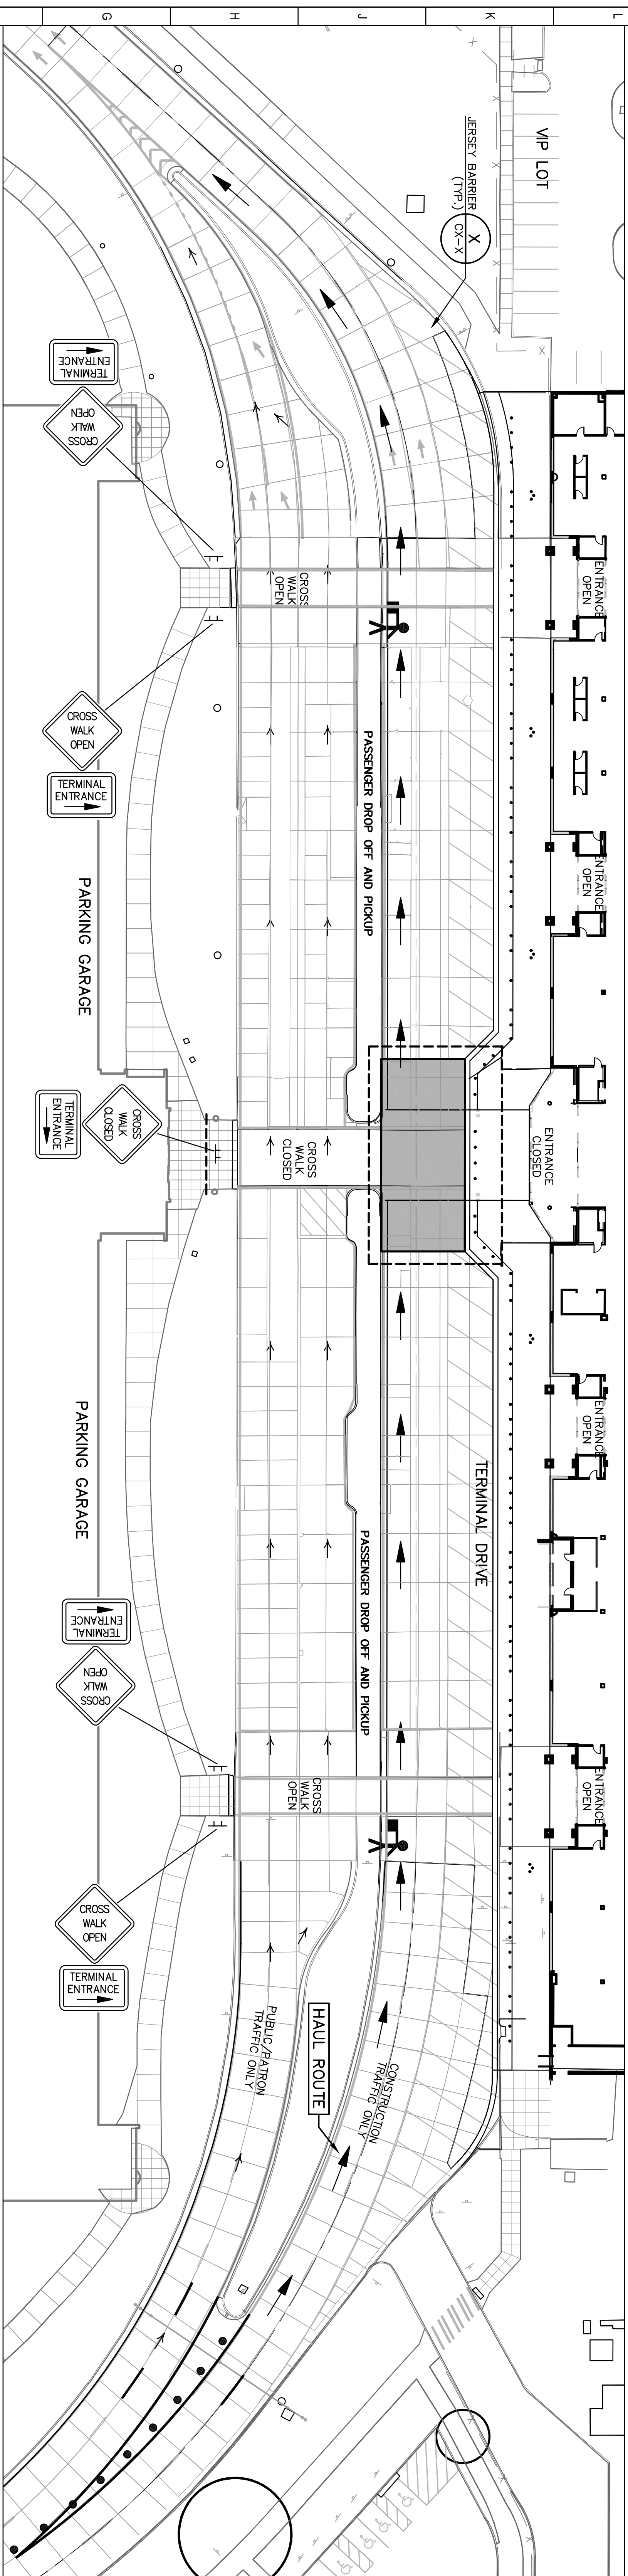 G
H
J
K
L
VIP LOT
JERSEY BARRIER
(TYP.)
X
CX-X
TERMINAL
ENTRANCE
CROSS
WALK
OPEN
CROSS
WALK
OPEN
ENTRANCE
OPEN
CROSS
WALK
OPEN
TERMINAL
ENTRANCE
PASSENGER DROP OFF AND PICKUP
ENTRANCE
OPEN
PARKING GARAGE
TERMINAL
ENTRANCE
CROSS
WALK
CLOSED
CROSS
WALK
CLOSED
ENTRANCE
CLOSED
PARKING GARAGE
ENTRANCE
OPEN
TERMINAL DRIVE
PASSENGER DROP OFF AND PICKUP
TERMINAL
ENTRANCE
CROSS
WALK
OPEN
CROSS
WALK
OPEN
ENTRANCE
OPEN
CROSS
WALK
OPEN
TERMINAL
ENTRANCE
PUBLIC/PATRON
TRAFFIC ONLY
HAUL ROUTE
CONSTRUCTION
TRAFFIC ONLY